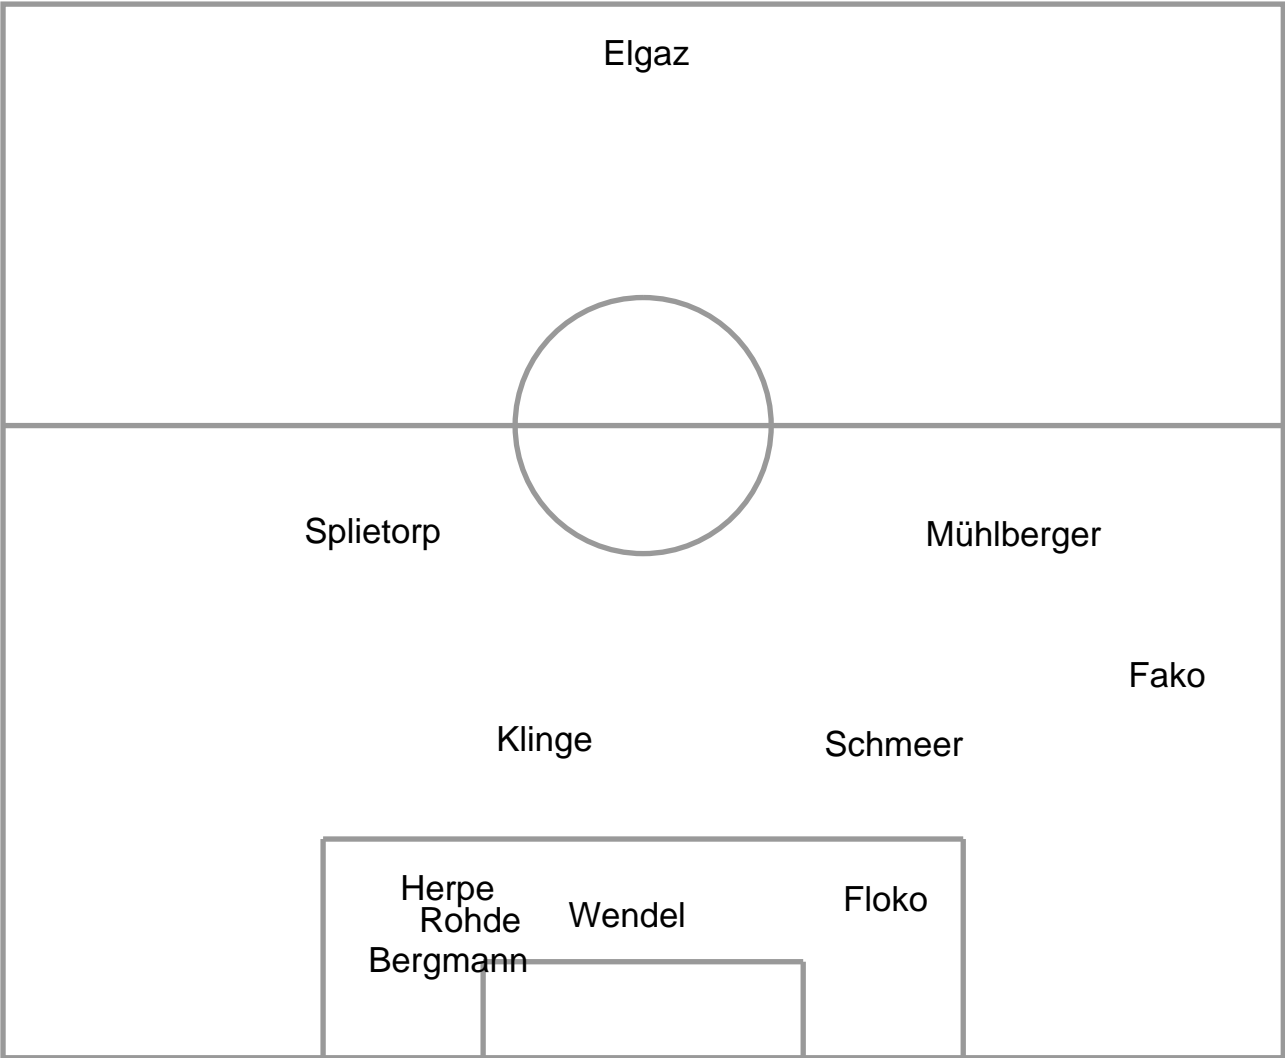 Elgaz
Splietorp
Mühlberger
Fako
Klinge
Schmeer
Herpe
Floko
Wendel
Rohde
Bergmann